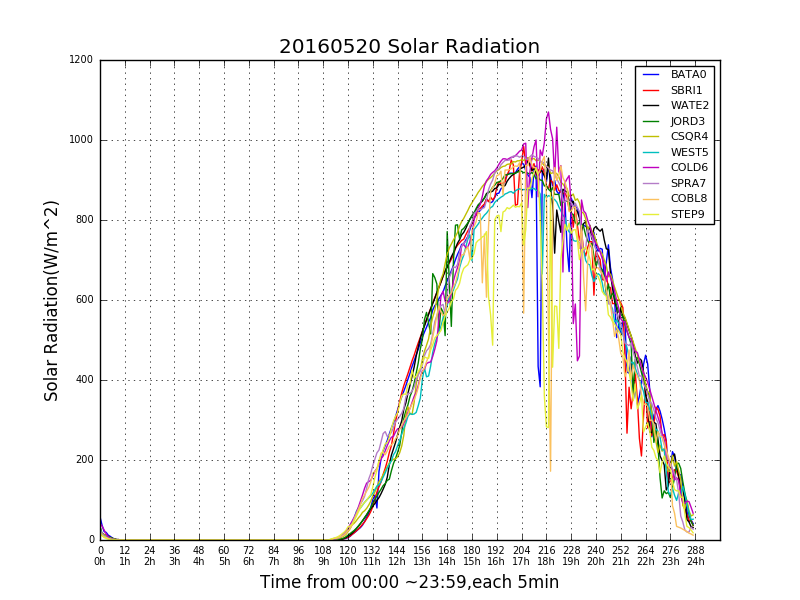 20160520 Solar Radiation
1200
1000
800
600
400
200
0
Solar Radiation(W/m^2)
BATA0
SBRI1
WATE2
JORD3
CSQR4
WEST5
COLD6
SPRA7
COBL8
STEP9
0 12 24 36 48 60 72 84 96 108 120 132 144 156 168 180 192 204 216 228 240 252 264 276 288
0h 1h 2h 3h 4h 5h 6h 7h 8h 9h 10h 11h 12h 13h 14h 15h 16h 17h 18h 19h 20h 21h 22h 23h 24h
Time from 00:00 ~23:59,each 5min